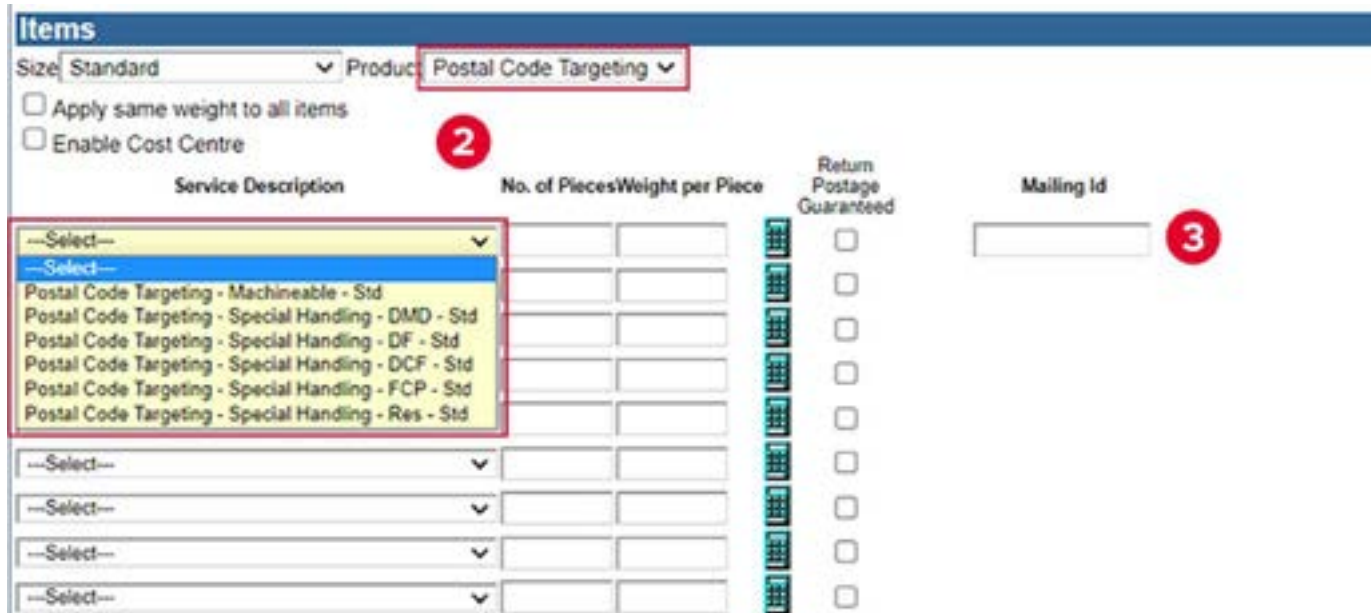 Items
Size Standard Product Postal Code Targeting
Apply same weight to all items
Enable Cost Centre
2
Service Description No. of Pieces Weight per Piece Return Postage Guaranteed Mailing Id
---Select---
3
---Select---
Postal Code Targeting - Machineable - Std
Postal Code Targeting - Special Handling - DMD - Std
Postal Code Targeting - Special Handling - DF - Std
Postal Code Targeting - Special Handling - DCF - Std
Postal Code Targeting - Special Handling - FCP - Std
Postal Code Targeting - Special Handling - Res - Std
---Select---
---Select---
---Select---
---Select---